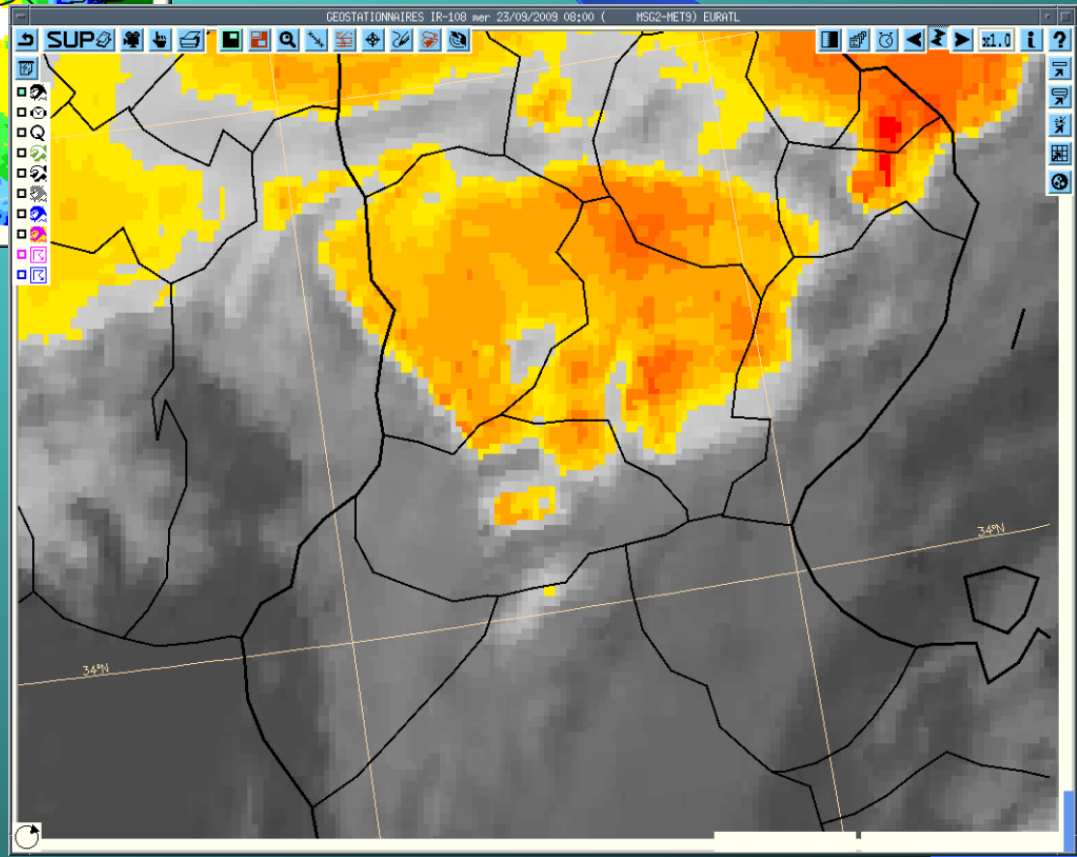 GEOSTATIONNAIRES IR-108 mer 23/09/2009 08:00 ( MSG2-MET9) EURATL
SUP
x1.0
i
?
Q
34°N
34°N